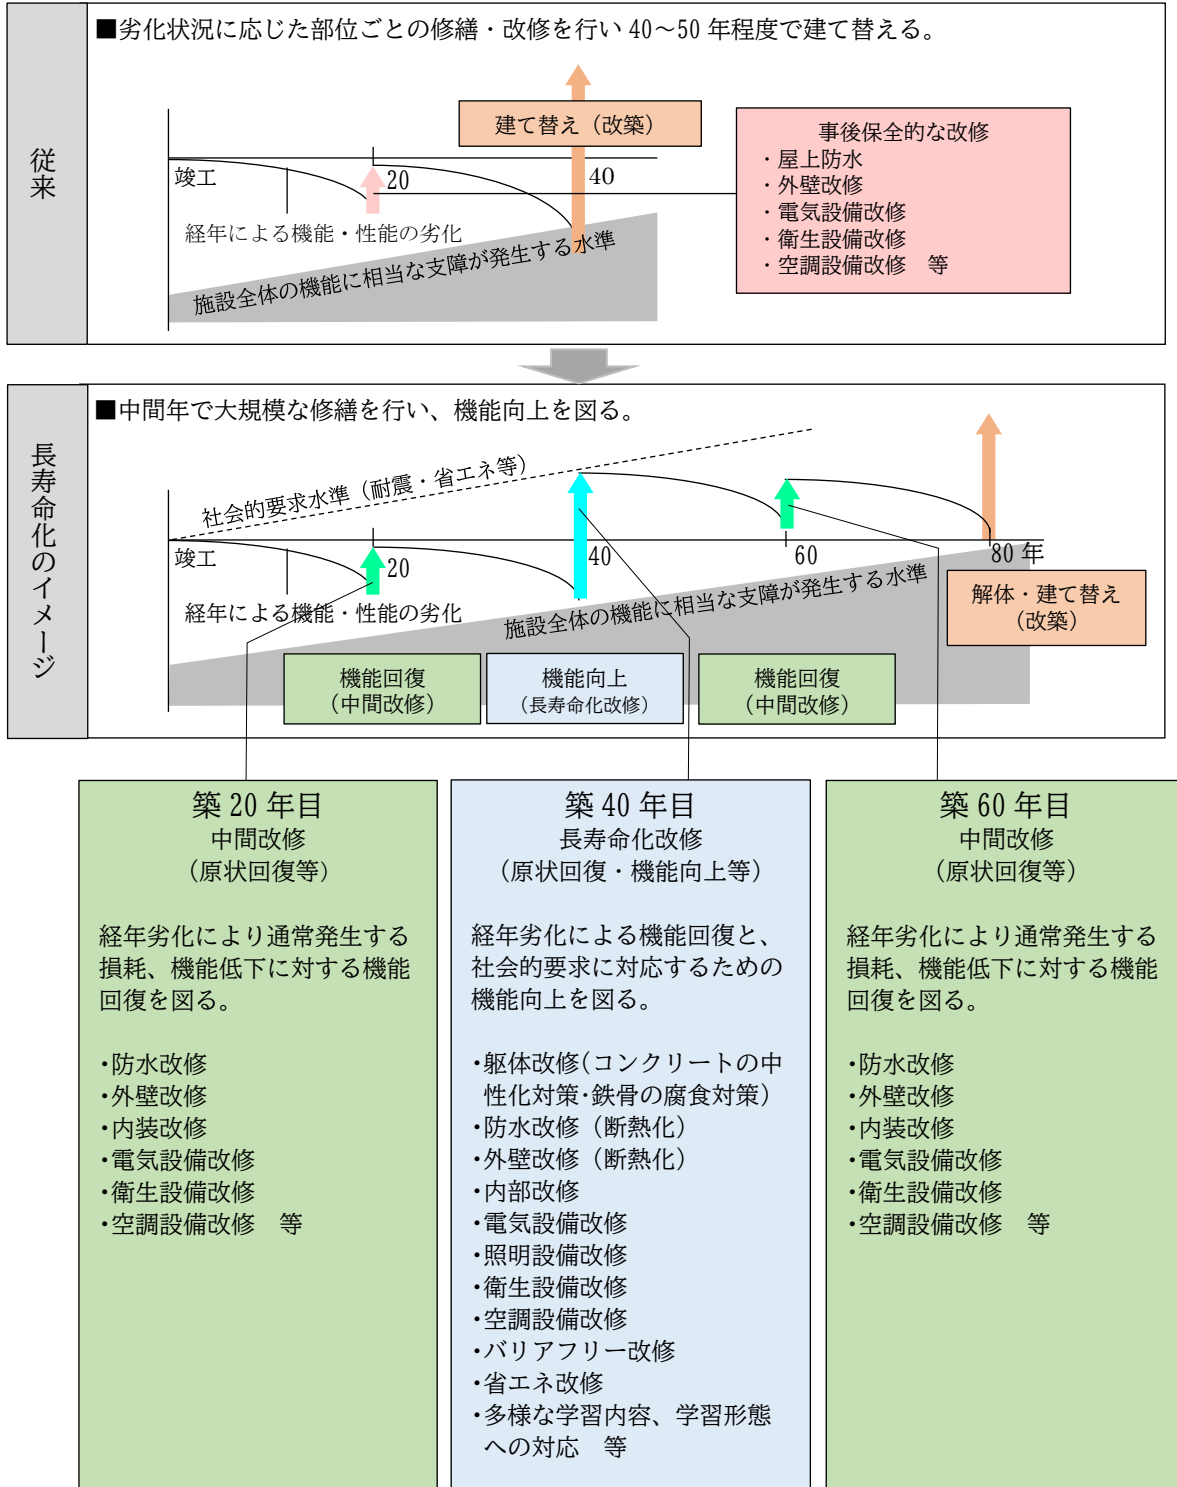 従来
■劣化状況に応じた部位ごとの修繕・改修を行い 40～50 年程度で建て替える。
建て替え（改築）
竣工
20
40
経年による機能・性能の劣化
施設全体の機能に相当な支障が発生する水準
事後保全的な改修
・屋上防水
・外壁改修
・電気設備改修
・衛生設備改修
・空調設備改修　等
長寿命化のイメージ
■中間年で大規模な修繕を行い、機能向上を図る。
社会的要求水準（耐震・省エネ等）
竣工
20
40
60
80 年
経年による機能・性能の劣化
施設全体の機能に相当な支障が発生する水準
解体・建て替え
（改築）
機能回復
（中間改修）
機能向上
（長寿命化改修）
機能回復
（中間改修）
築 20 年目
中間改修
（原状回復等）
経年劣化により通常発生する
損耗、機能低下に対する機能
回復を図る。
・防水改修
・外壁改修
・内装改修
・電気設備改修
・衛生設備改修
・空調設備改修　等
築 40 年目
長寿命化改修
（原状回復・機能向上等）
経年劣化による機能回復と、
社会的要求に対応するための
機能向上を図る。
・躯体改修（コンクリートの中
性化対策・鉄骨の腐食対策）
・防水改修（断熱化）
・外壁改修（断熱化）
・内部改修
・電気設備改修
・照明設備改修
・衛生設備改修
・空調設備改修
・バリアフリー改修
・省エネ改修
・多様な学習内容、学習形態
への対応　等
築 60 年目
中間改修
（原状回復等）
経年劣化により通常発生する
損耗、機能低下に対する機能
回復を図る。
・防水改修
・外壁改修
・内装改修
・電気設備改修
・衛生設備改修
・空調設備改修　等